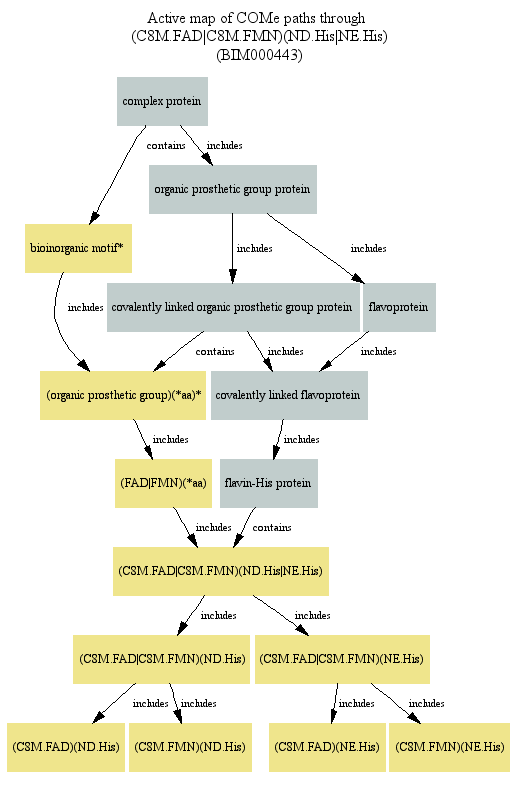 Active map of COMe paths through
(C8M.FAD|C8M.FMN)(ND.His|NE.His)
(BIM000443)
complex protein
contains
includes
organic prosthetic group protein
bioinorganic motif*
includes
includes
includes
covalently linked organic prosthetic group protein
flavoprotein
contains
includes
includes
(organic prosthetic group)(*aa)*
covalently linked flavoprotein
includes
includes
(FAD|FMN)(*aa)
flavin-His protein
includes
contains
(C8M.FAD|C8M.FMN)(ND.His|NE.His)
includes
includes
(C8M.FAD|C8M.FMN)(ND.His)
(C8M.FAD|C8M.FMN)(NE.His)
includes
includes
includes
includes
(C8M.FAD)(ND.His)
(C8M.FMN)(ND.His)
(C8M.FAD)(NE.His)
(C8M.FMN)(NE.His)